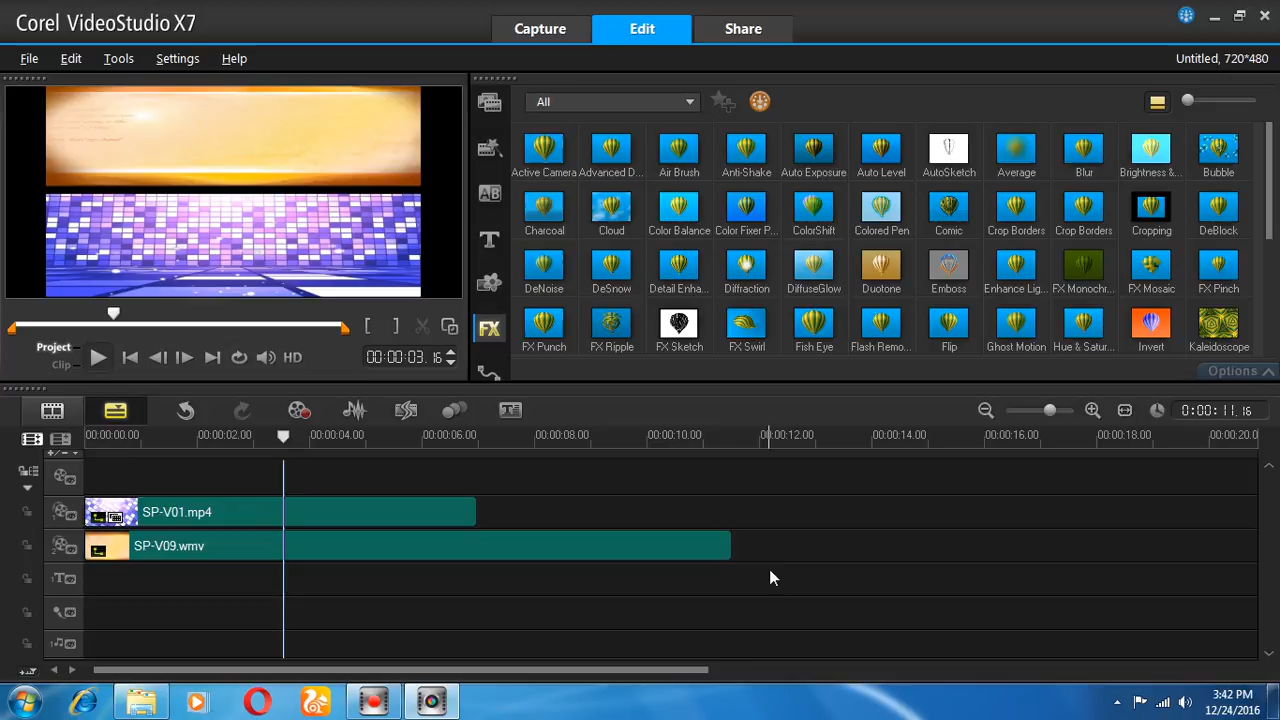 Corel VideoStudio X7
Capture
Edit
Share
File
Edit
Tools
Settings
Help
Untitled, 720*480
All
Active Camera
Advanced D...
Air Brush
Anti-Shake
Auto Exposure
Auto Level
AutoSketch
Average
Blur
Brightness &...
Bubble
Charcoal
Cloud
Color Balance
Color Fixer P...
ColorShift
Colored Pen
Comic
Crop Borders
Crop Borders
Cropping
DeBlock
DeNoise
DeSnow
Detail Enha...
Diffraction
DiffuseGlow
Duotone
Emboss
Enhance Lig...
FX Monochr...
FX Mosaic
FX Pinch
FX Punch
FX Ripple
FX Sketch
FX Swirl
Fish Eye
Flash Remo...
Flip
Ghost Motion
Hue & Satur...
Invert
Kaleidoscope
AB
T
FX
Options
Project
Clip
HD
00:00:03. 16
0:00:11. 16
00:00:00.00
00:00:02.00
00:00:04.00
00:00:06.00
00:00:08.00
00:00:10.00
00:00:12.00
00:00:14.00
00:00:16.00
00:00:18.00
00:00:20.0
1
SP-V01.mp4
2
SP-V09.wmv
1T
1
3:42 PM
12/24/2016